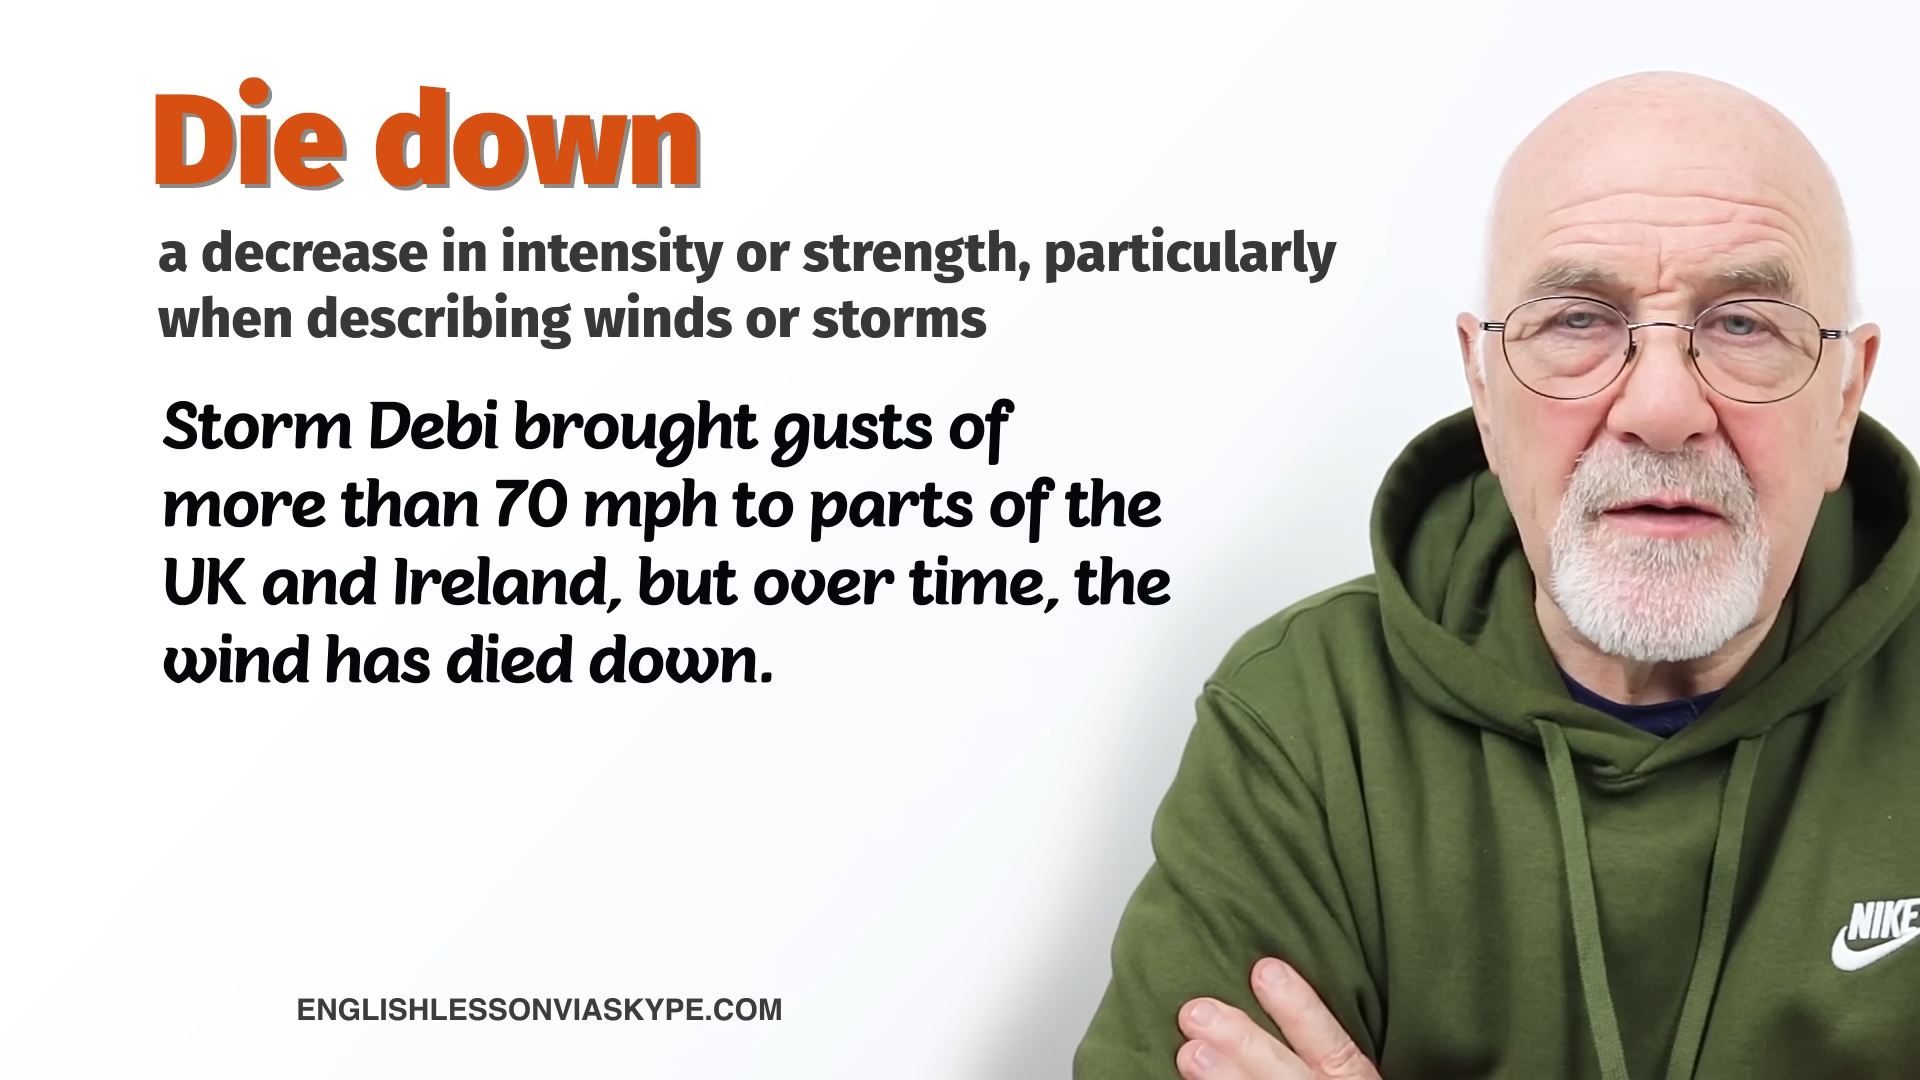 Die down
a decrease in intensity or strength, particularly
when describing winds or storms
Storm Debi brought gusts of
more than 70 mph to parts of the
UK and Ireland, but over time, the
wind has died down.
ENGLISHLESSONVIASKYPE.COM
NIKE